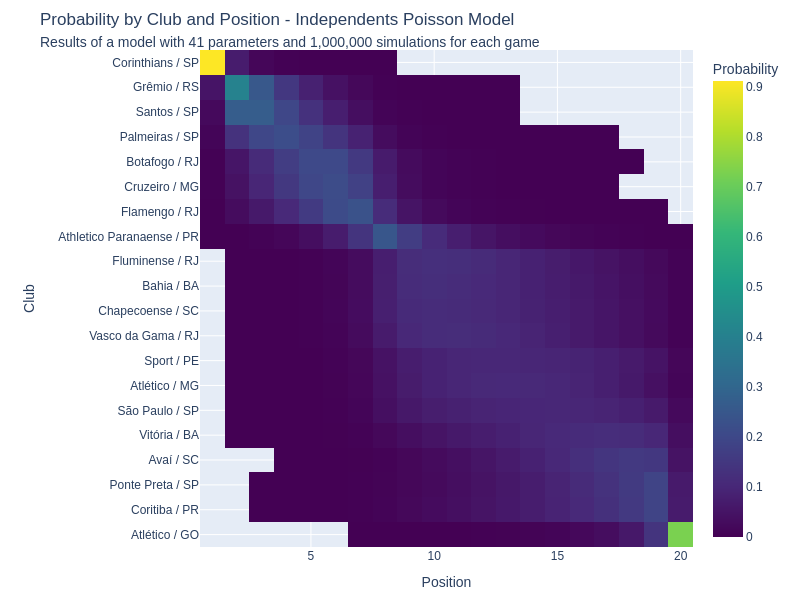 Probability by Club and Position - Independents Poisson Model
Results of a model with 41 parameters and 1,000,000 simulations for each game
Probability
Club
Corinthians / SP
Grêmio / RS
Santos / SP
Palmeiras / SP
Botafogo / RJ
Cruzeiro / MG
Flamengo / RJ
Athletico Paranaense / PR
Fluminense / RJ
Bahia / BA
Chapecoense / SC
Vasco da Gama / RJ
Sport / PE
Atlético / MG
São Paulo / SP
Vitória / BA
Avaí / SC
Ponte Preta / SP
Coritiba / PR
Atlético / GO
0.9
0.8
0.7
0.6
0.5
0.4
0.3
0.2
0.1
0
5 10 15 20
Position